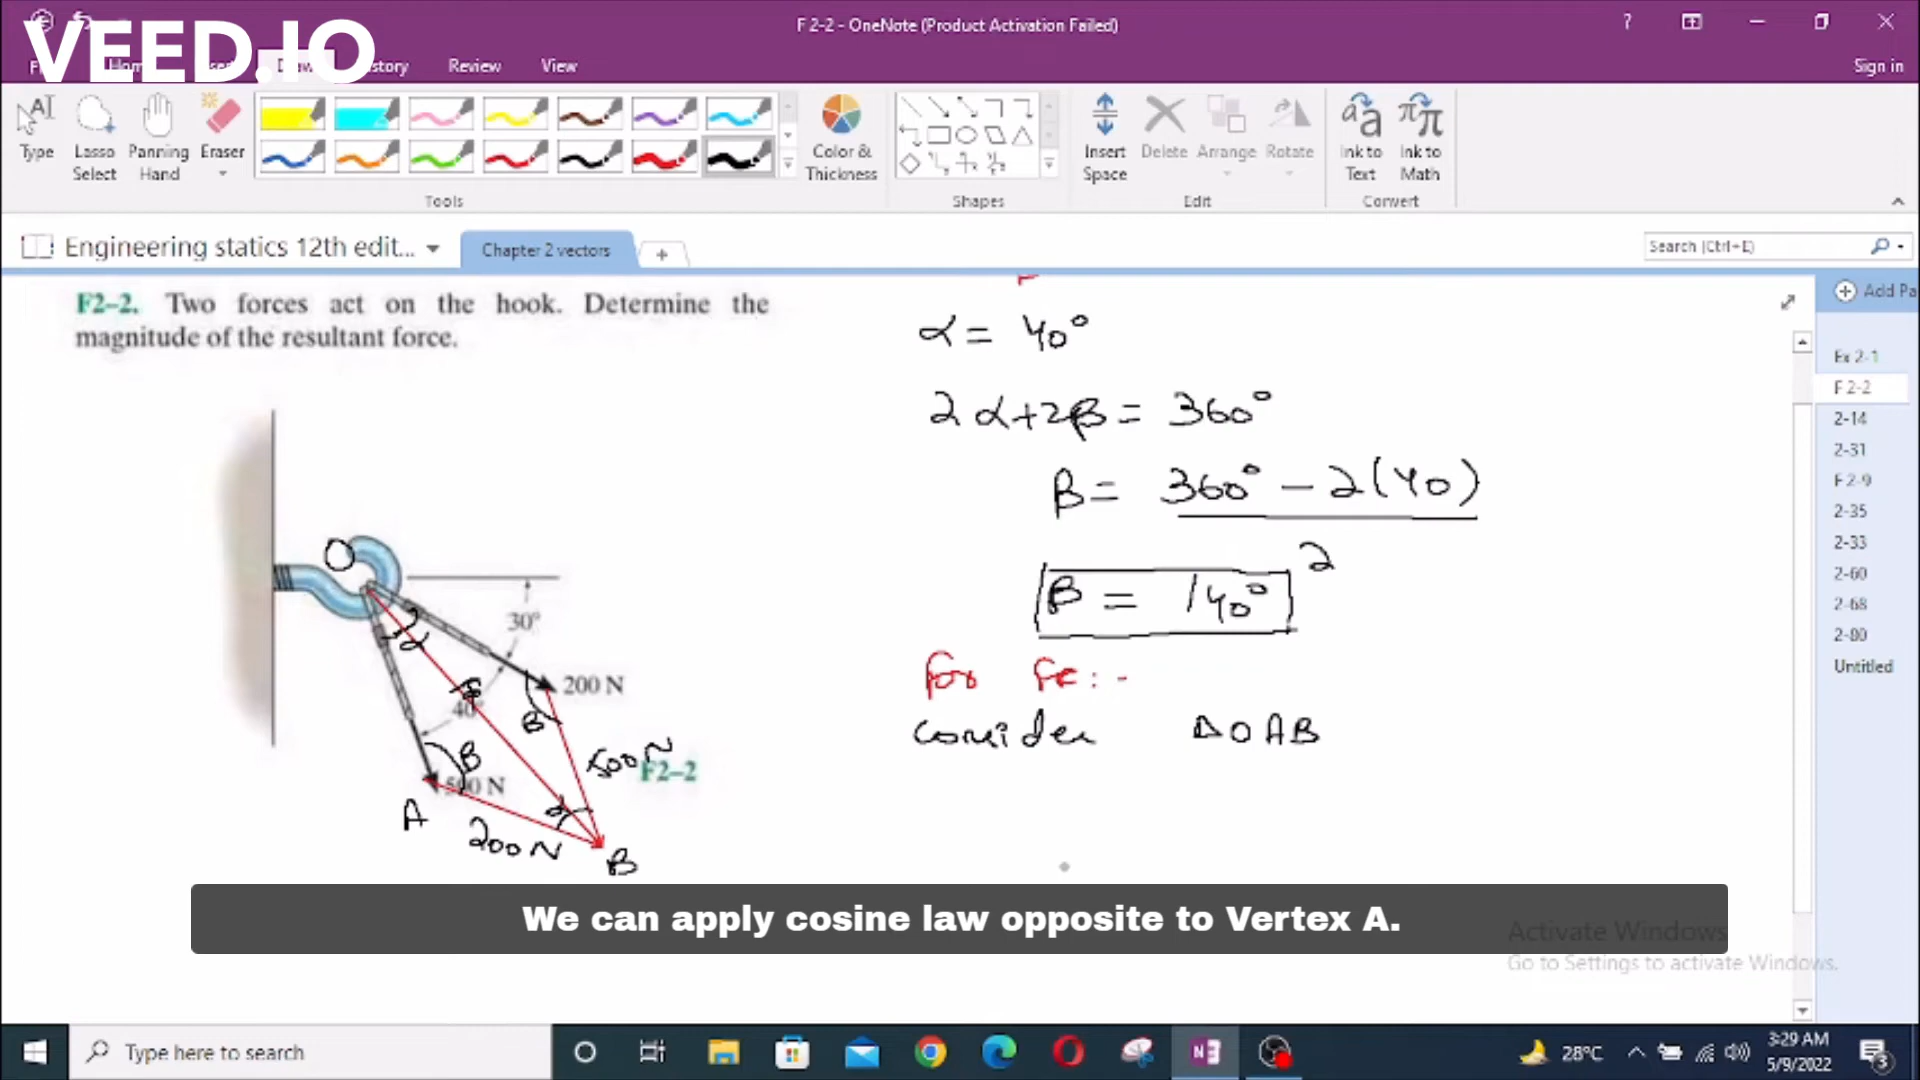 F 2-2 - OneNote (Product Activation Failed)
VEED.IO
Review
View
Sign in
Type
Lasso Select
Panning Hand
Eraser
Color & Thickness
Insert Space
Delete
Arrange
Rotate
Ink to Text
Ink to Math
Tools
Shapes
Edit
Convert
Engineering statics 12th edit...
Chapter 2 vectors
Search (Ctrl+E)
F2–2. Two forces act on the hook. Determine the
magnitude of the resultant force.
Add Pa
Ex 2-1
F 2-2
2-14
2-31
F 2-9
2-35
2-33
2-60
2-68
2-80
Untitled
α = 40°
2α+2β = 360°
β = 360° – 2(40)
2
β = 140°
For FR:-
consider Δ OAB
O
30°
α
200 N
40°
β
β
500 N
F2–2
500 N
A
α
200 N
B
We can apply cosine law opposite to Vertex A.
Activate Windows
Go to Settings to activate Windows.
Type here to search
28°C
3:29 AM
5/9/2022
3